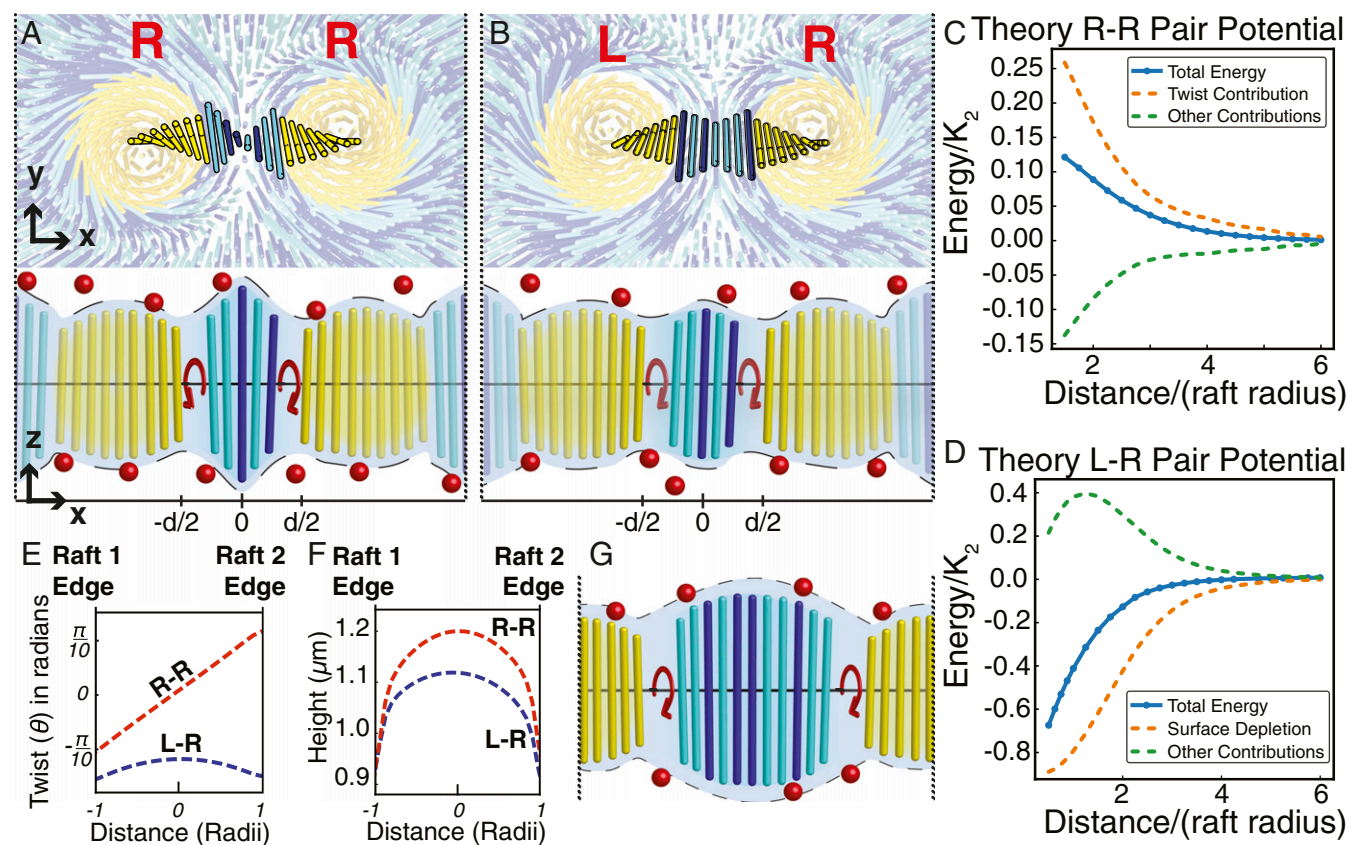 A
R
R
y
x
z
x
-d/2
0
d/2
B
L
R
-d/2
0
d/2
C
Theory R-R Pair Potential
Total Energy
Twist Contribution
Other Contributions
0.25
0.20
0.15
0.10
0.05
0.00
-0.05
-0.10
-0.15
Energy/K2
2
4
6
Distance/(raft radius)
D
Theory L-R Pair Potential
0.4
0.2
0.0
-0.2
-0.4
-0.6
-0.8
Energy/K2
Total Energy
Surface Depletion
Other Contributions
2
4
6
Distance/(raft radius)
E
Raft 1
Edge
Raft 2
Edge
π/10
0
-π/10
Twist (θ) in radians
R-R
L-R
-1
0
1
Distance (Radii)
F
Raft 1
Edge
Raft 2
Edge
1.2
1.1
1.0
0.9
Height (μm)
R-R
L-R
-1
0
1
Distance (Radii)
G